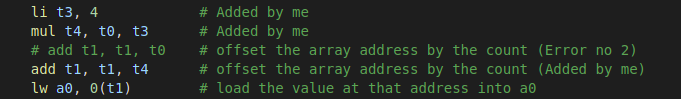 li t3, 4 # Added by me
mul t4, t0, t3 # Added by me
# add t1, t1, t0 # offset the array address by the count (Error no 2)
add t1, t1, t4 # offset the array address by the count (Added by me)
lw a0, 0(t1) # load the value at that address into a0